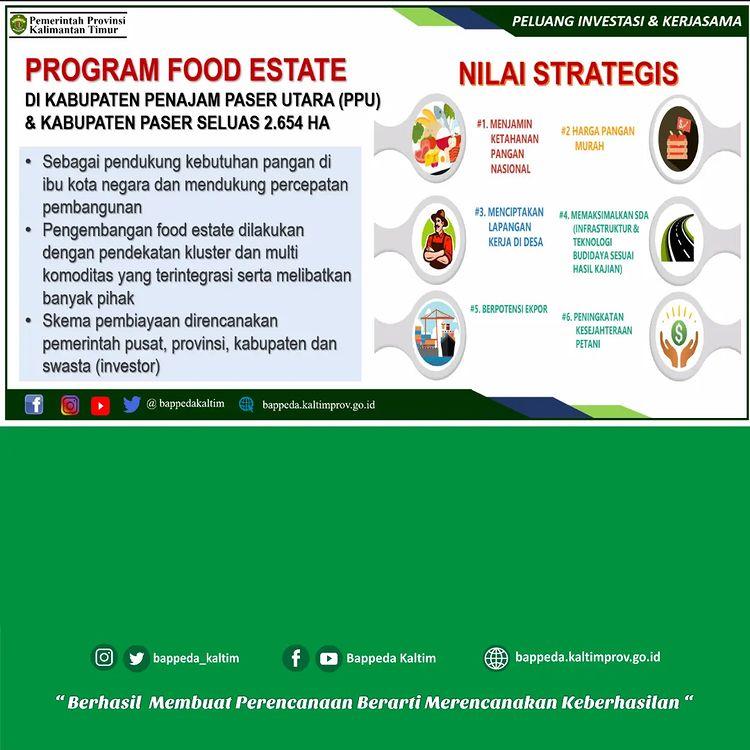 Pemerintah Provinsi
Kalimantan Timur
PELUANG INVESTASI & KERJASAMA
PROGRAM FOOD ESTATE
DI KABUPATEN PENAJAM PASER UTARA (PPU)
& KABUPATEN PASER SELUAS 2.654 HA
• Sebagai pendukung kebutuhan pangan di
ibu kota negara dan mendukung percepatan
pembangunan
• Pengembangan food estate dilakukan
dengan pendekatan kluster dan multi
komoditas yang terintegrasi serta melibatkan
banyak pihak
• Skema pembiayaan direncanakan
pemerintah pusat, provinsi, kabupaten dan
swasta (investor)
NILAI STRATEGIS
#1. MENJAMIN
KETAHANAN
PANGAN
NASIONAL
#2 HARGA PANGAN
MURAH
#3. MENCIPTAKAN
LAPANGAN
KERJA DI DESA
#4. MEMAKSIMALKAN SDA
(INFRASTRUKTUR &
TEKNOLOGI
BUDIDAYA SESUAI
HASIL KAJIAN)
#5. BERPOTENSI EKPOR
#6. PENINGKATAN
KESEJAHTERAAN
PETANI
@ bappedakaltim
bappeda.kaltimprov.go.id
bappeda_kaltim
Bappeda Kaltim
bappeda.kaltimprov.go.id
“ Berhasil Membuat Perencanaan Berarti Merencanakan Keberhasilan “